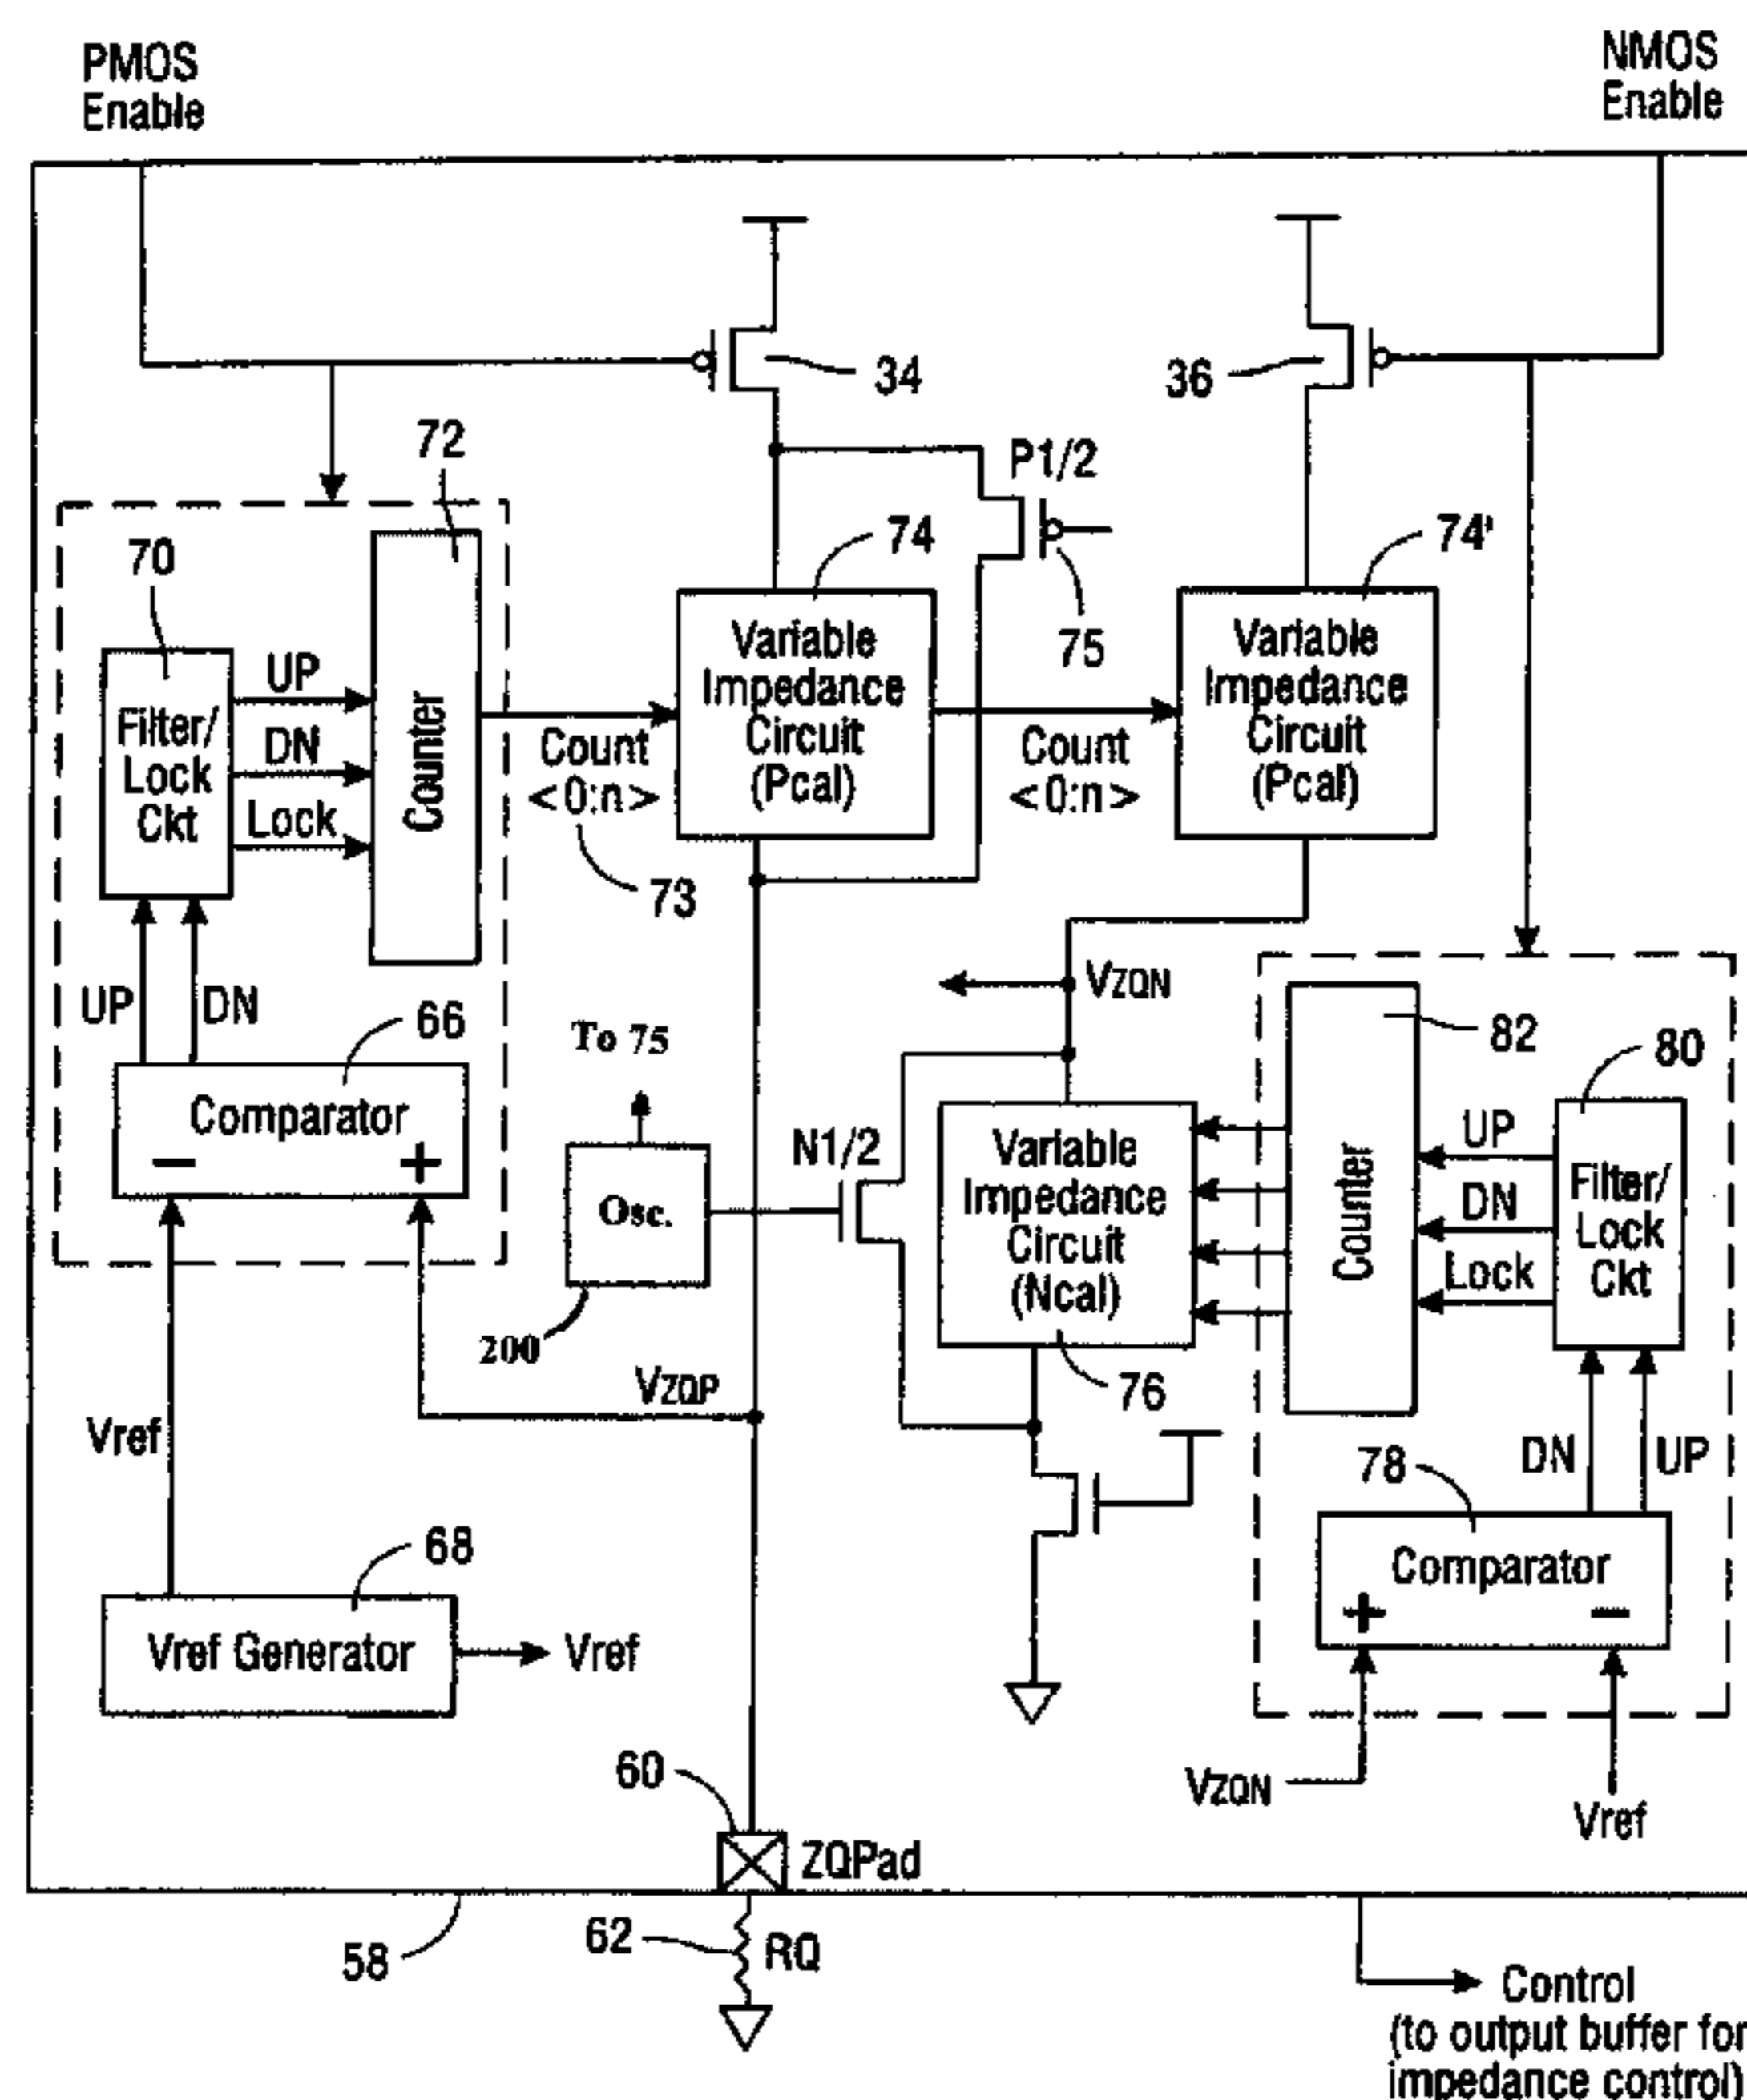 PMOS
Enable
NMOS
Enable
34
36
72
P1/2
70
74
74'
75
Variable
Impedance
Circuit
(Pcal)
Variable
Impedance
Circuit
(Pcal)
UP
DN
Lock
Filter/
Lock
Ckt
Counter
Count
<0:n>
Count
<0:n>
73
UP
DN
66
To 75
VZQN
82
80
Comparator
− +
Osc.
N1/2
Variable
Impedance
Circuit
(Ncal)
Counter
UP
DN
Lock
Filter/
Lock
Ckt
200
VZQP
76
Vref
DN
UP
78
68
Comparator
+ −
Vref Generator
Vref
60
VZQN
Vref
ZQPad
58
62
RQ
Control
(to output buffer for
impedance control)